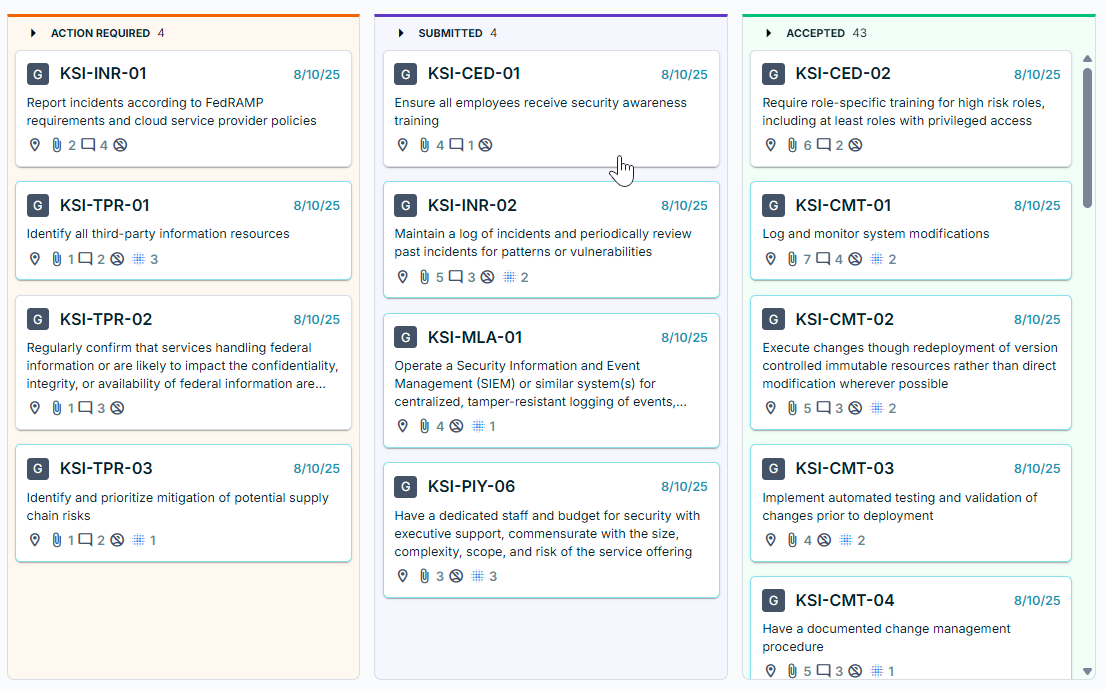 ACTION REQUIRED 4
G KSI-INR-01 8/10/25
Report incidents according to FedRAMP
requirements and cloud service provider policies
2 4
G KSI-TPR-01 8/10/25
Identify all third-party information resources
1 2 3
G KSI-TPR-02 8/10/25
Regularly confirm that services handling federal
information or are likely to impact the confidentiality,
integrity, or availability of federal information are...
1 3
G KSI-TPR-03 8/10/25
Identify and prioritize mitigation of potential supply
chain risks
1 2 1
SUBMITTED 4
G KSI-CED-01 8/10/25
Ensure all employees receive security awareness
training
4 1
G KSI-INR-02 8/10/25
Maintain a log of incidents and periodically review
past incidents for patterns or vulnerabilities
5 3 2
G KSI-MLA-01 8/10/25
Operate a Security Information and Event
Management (SIEM) or similar system(s) for
centralized, tamper-resistant logging of events,...
4 1
G KSI-PIY-06 8/10/25
Have a dedicated staff and budget for security with
executive support, commensurate with the size,
complexity, scope, and risk of the service offering
3 3
ACCEPTED 43
G KSI-CED-02 8/10/25
Require role-specific training for high risk roles,
including at least roles with privileged access
6 2
G KSI-CMT-01 8/10/25
Log and monitor system modifications
7 4 2
G KSI-CMT-02 8/10/25
Execute changes though redeployment of version
controlled immutable resources rather than direct
modification wherever possible
5 3 2
G KSI-CMT-03 8/10/25
Implement automated testing and validation of
changes prior to deployment
4 2
G KSI-CMT-04 8/10/25
Have a documented change management
procedure
5 3 1